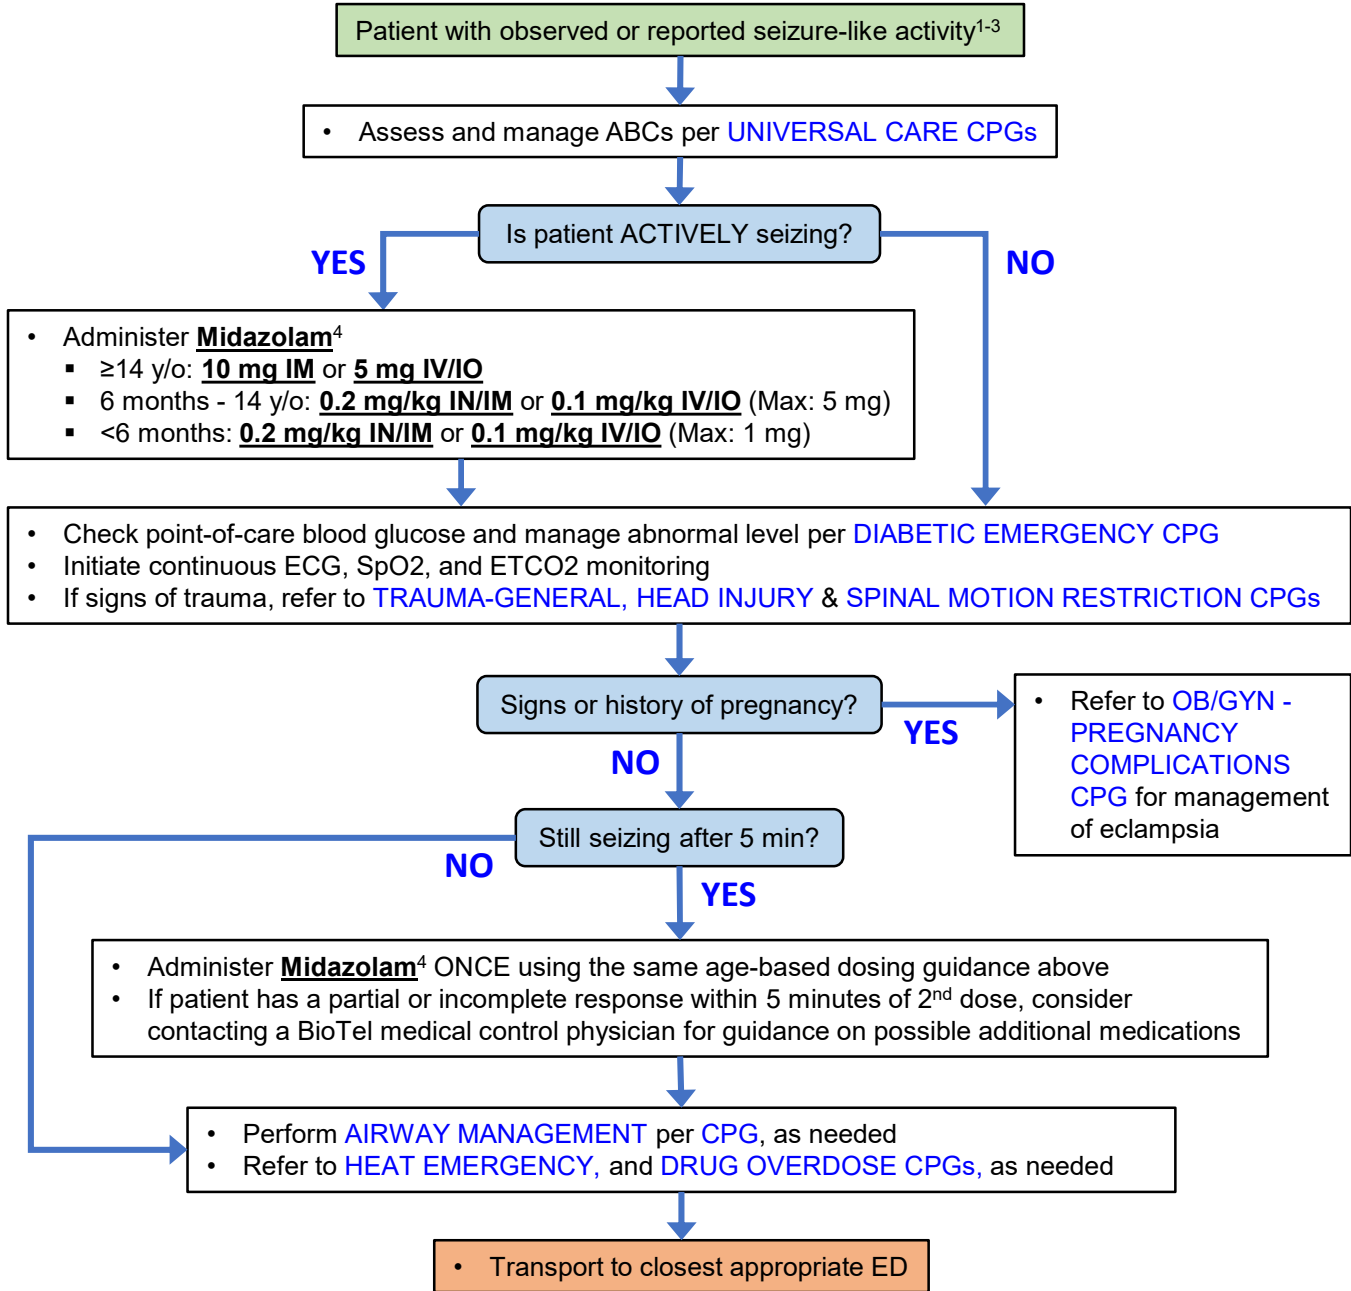 Patient with observed or reported seizure-like activity¹⁻³
• Assess and manage ABCs per UNIVERSAL CARE CPGs
Is patient ACTIVELY seizing?
YES
NO
• Administer Midazolam⁴
▪ ≥14 y/o: 10 mg IM or 5 mg IV/IO
▪ 6 months - 14 y/o: 0.2 mg/kg IN/IM or 0.1 mg/kg IV/IO (Max: 5 mg)
▪ <6 months: 0.2 mg/kg IN/IM or 0.1 mg/kg IV/IO (Max: 1 mg)
• Check point-of-care blood glucose and manage abnormal level per DIABETIC EMERGENCY CPG
• Initiate continuous ECG, SpO2, and ETCO2 monitoring
• If signs of trauma, refer to TRAUMA-GENERAL, HEAD INJURY & SPINAL MOTION RESTRICTION CPGs
Signs or history of pregnancy?
YES
• Refer to OB/GYN -
PREGNANCY
COMPLICATIONS
CPG for management
of eclampsia
NO
Still seizing after 5 min?
NO
YES
• Administer Midazolam⁴ ONCE using the same age-based dosing guidance above
• If patient has a partial or incomplete response within 5 minutes of 2ⁿᵈ dose, consider
contacting a BioTel medical control physician for guidance on possible additional medications
• Perform AIRWAY MANAGEMENT per CPG, as needed
• Refer to HEAT EMERGENCY, and DRUG OVERDOSE CPGs, as needed
• Transport to closest appropriate ED